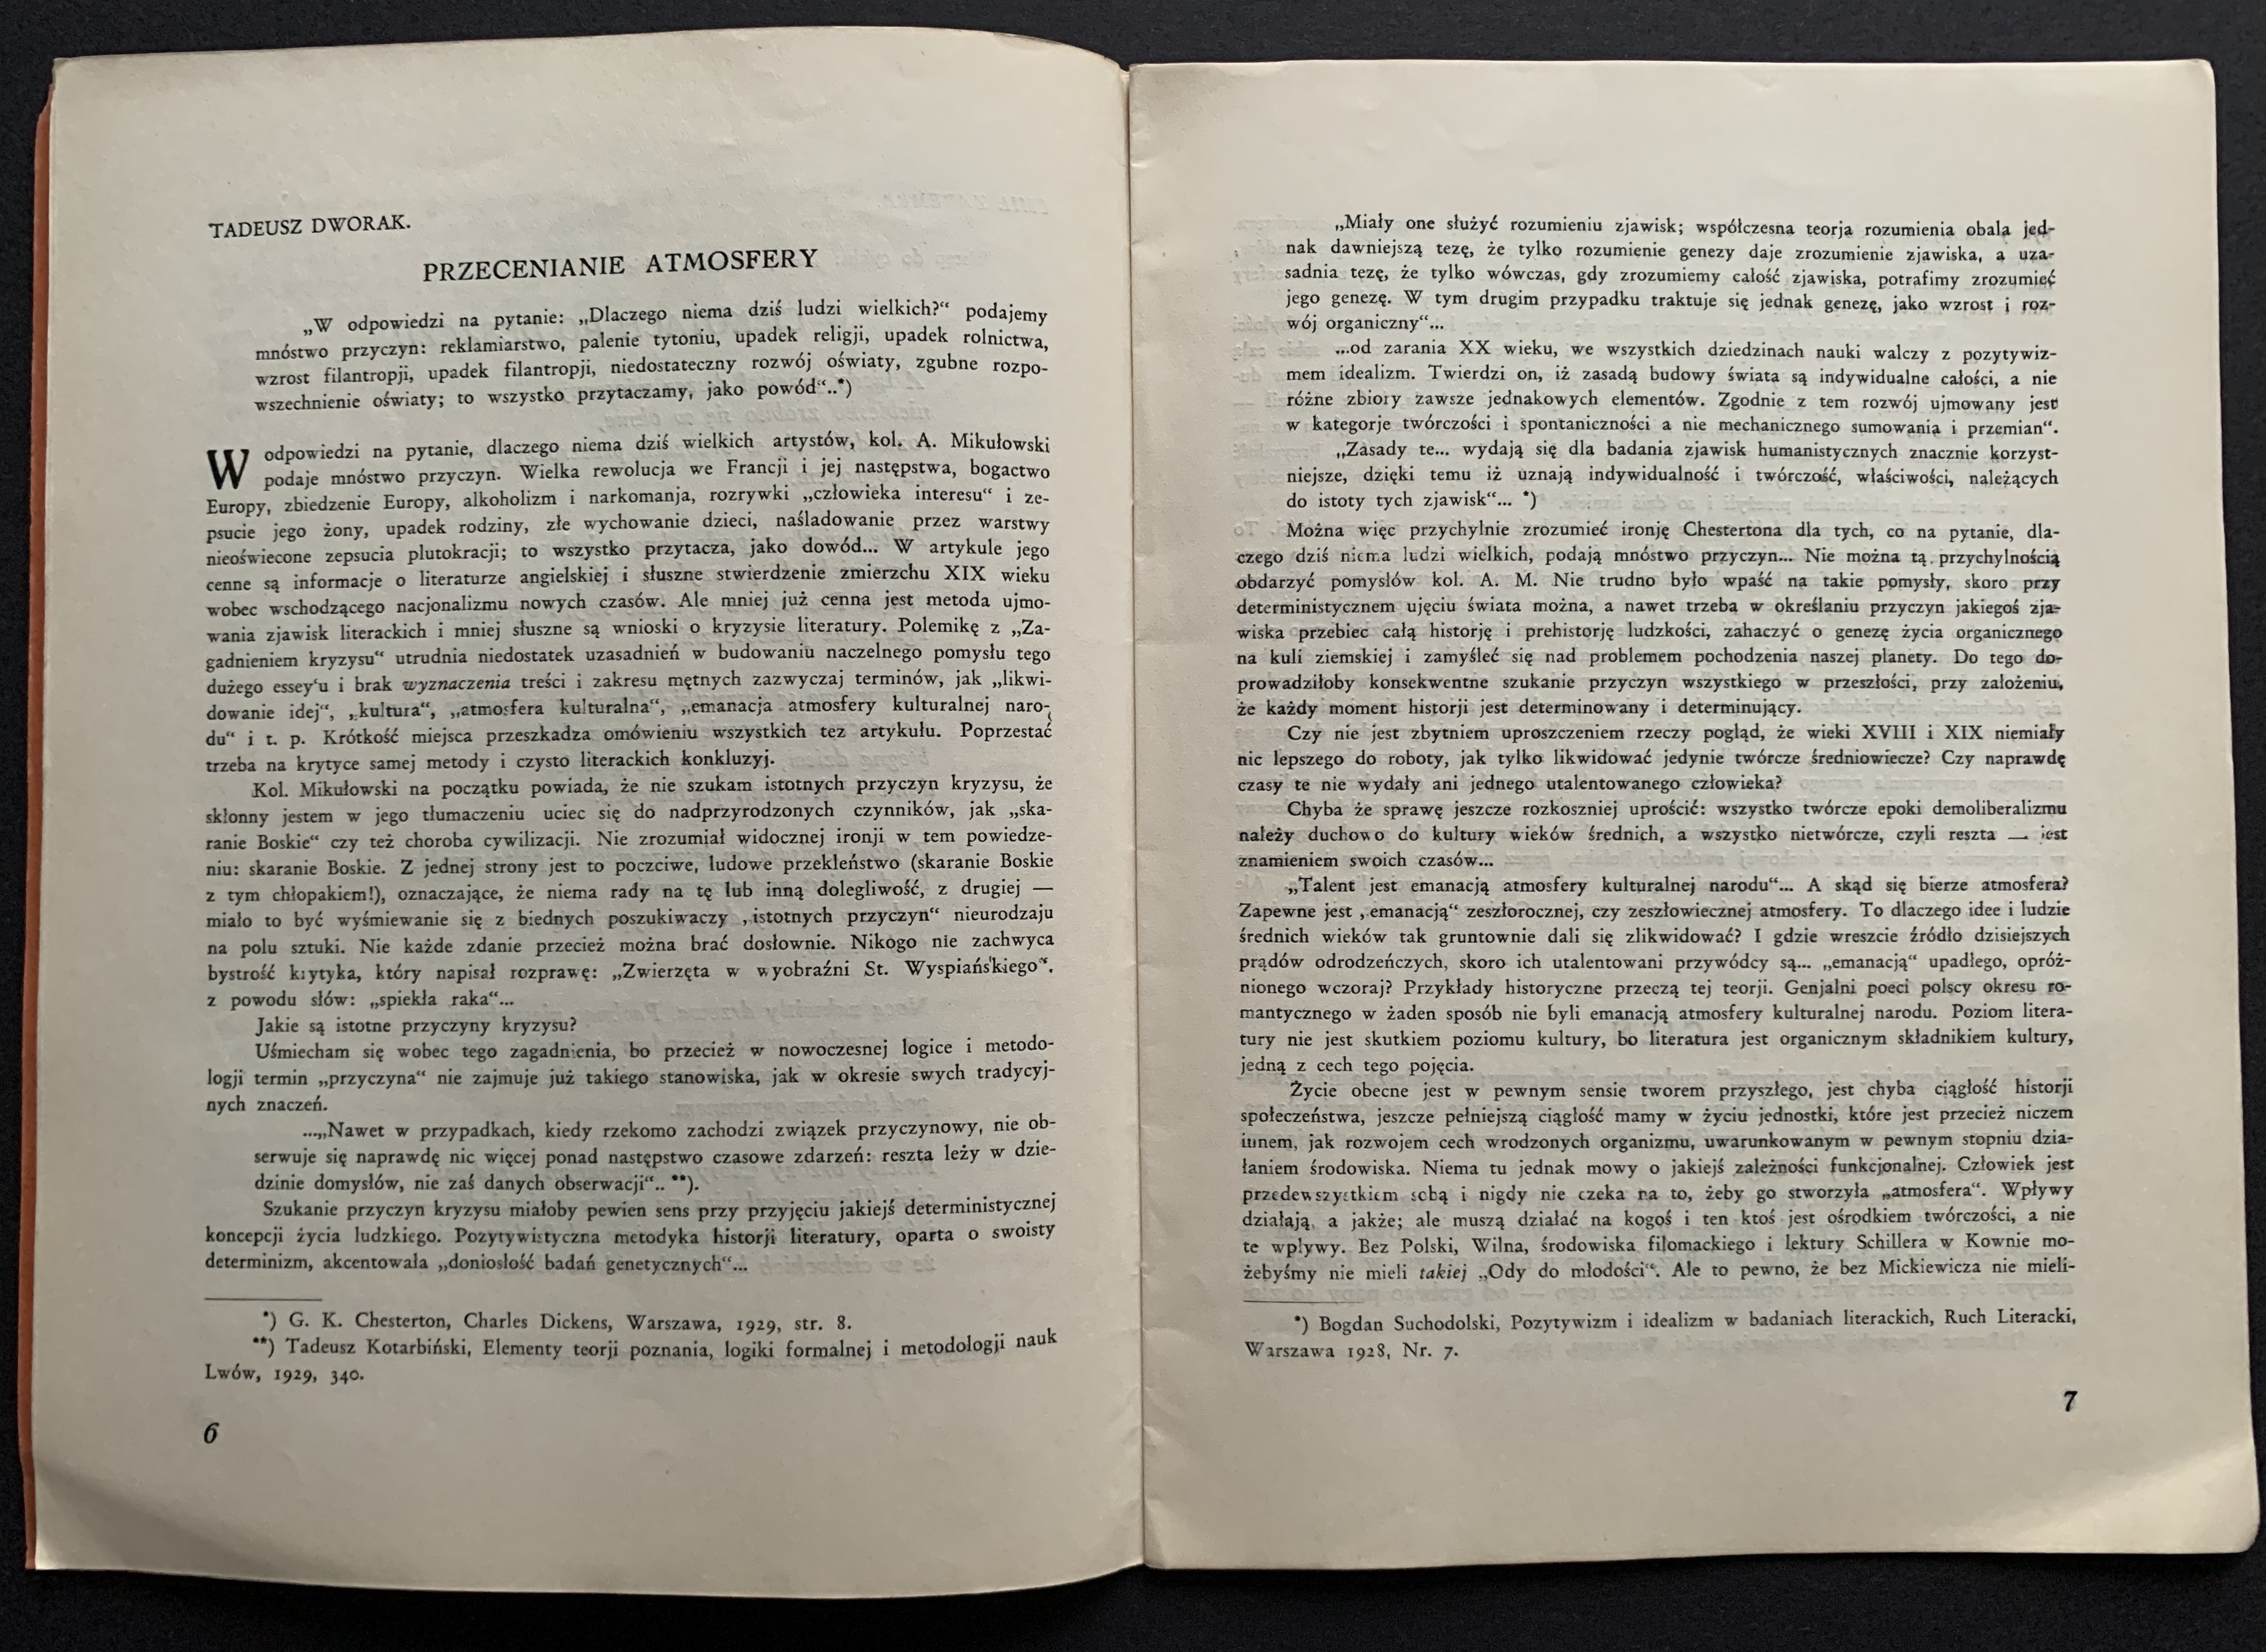 TADEUSZ DWORAK.
PRZECENIANIE ATMOSFERY
„W odpowiedzi na pytanie: „Dlaczego niema dziś ludzi wielkich?“ podajemy
mnóstwo przyczyn: reklamiarstwo, palenie tytoniu, upadek religji, upadek rolnictwa,
wzrost filantropji, upadek filantropji, niedostateczny rozwój oświaty, zgubne rozpo-
wszechnienie oświaty; to wszystko przytaczamy, jako powód“..*)
W odpowiedzi na pytanie, dlaczego niema dziś wielkich artystów, kol. A. Mikułowski
podaje mnóstwo przyczyn. Wielka rewolucja we Francji i jej następstwa, bogactwo
Europy, zbiedzenie Europy, alkoholizm i narkomanja, rozrywki „człowieka interesu“ i ze-
psucie jego żony, upadek rodziny, złe wychowanie dzieci, naśladowanie przez warstwy
nieoświecone zepsucia plutokracji; to wszystko przytacza, jako dowód... W artykule jego
cenne są informacje o literaturze angielskiej i słuszne stwierdzenie zmierzchu XIX wieku
wobec wschodzącego nacjonalizmu nowych czasów. Ale mniej już cenna jest metoda ujmo-
wania zjawisk literackich i mniej słuszne są wnioski o kryzysie literatury. Polemikę z „Za-
gadnieniem kryzysu“ utrudnia niedostatek uzasadnień w budowaniu naczelnego pomysłu tego
dużego essey‘u i brak wyznaczenia treści i zakresu mętnych zazwyczaj terminów, jak „likwi-
dowanie idej“, „kultura“, „atmosfera kulturalna“, „emanacja atmosfery kulturalnej naro-
du“ i t. p. Krótkość miejsca przeszkadza omówieniu wszystkich tez artykułu. Poprzestać
trzeba na krytyce samej metody i czysto literackich konkluzyj.
Kol. Mikułowski na początku powiada, że nie szukam istotnych przyczyn kryzysu, że
skłonny jestem w jego tłumaczeniu uciec się do nadprzyrodzonych czynników, jak „ska-
ranie Boskie“ czy też choroba cywilizacji. Nie zrozumiał widocznej ironji w tem powiedze-
niu: skaranie Boskie. Z jednej strony jest to poczciwe, ludowe przekleństwo (skaranie Boskie
z tym chłopakiem!), oznaczające, że niema rady na tę lub inną dolegliwość, z drugiej —
miało to być wyśmiewanie się z biednych poszukiwaczy „istotnych przyczyn“ nieurodzaju
na polu sztuki. Nie każde zdanie przecież można brać dosłownie. Nikogo nie zachwyca
bystrość krytyka, który napisał rozprawę: „Zwierzęta w wyobraźni St. Wyspiańskiego“.
z powodu słów: „spiekła raka“...
Jakie są istotne przyczyny kryzysu?
Uśmiecham się wobec tego zagadnienia, bo przecież w nowoczesnej logice i metodo-
logji termin „przyczyna“ nie zajmuje już takiego stanowiska, jak w okresie swych tradycyj-
nych znaczeń.
...„Nawet w przypadkach, kiedy rzekomo zachodzi związek przyczynowy, nie ob-
serwuje się naprawdę nic więcej ponad następstwo czasowe zdarzeń: reszta leży w dzie-
dzinie domysłów, nie zaś danych obserwacji“.. **).
Szukanie przyczyn kryzysu miałoby pewien sens przy przyjęciu jakiejś deterministycznej
koncepcji życia ludzkiego. Pozytywistyczna metodyka historji literatury, oparta o swoisty
determinizm, akcentowała „doniosłość badań genetycznych“...
*) G. K. Chesterton, Charles Dickens, Warszawa, 1929, str. 8.
**) Tadeusz Kotarbiński, Elementy teorji poznania, logiki formalnej i metodologji nauk
Lwów, 1929, 340.
6
„Miały one służyć rozumieniu zjawisk; współczesna teorja rozumienia obala jed-
nak dawniejszą tezę, że tylko rozumienie genezy daje zrozumienie zjawiska, a uza-
sadnia tezę, że tylko wówczas, gdy zrozumiemy całość zjawiska, potrafimy zrozumieć
jego genezę. W tym drugim przypadku traktuje się jednak genezę, jako wzrost i roz-
wój organiczny“...
...od zarania XX wieku, we wszystkich dziedzinach nauki walczy z pozytywiz-
mem idealizm. Twierdzi on, iż zasadą budowy świata są indywidualne całości, a nie
różne zbiory zawsze jednakowych elementów. Zgodnie z tem rozwój ujmowany jest
w kategorje twórczości i spontaniczności a nie mechanicznego sumowania i przemian“.
„Zasady te... wydają się dla badania zjawisk humanistycznych znacznie korzyst-
niejsze, dzięki temu iż uznają indywidualność i twórczość, właściwości, należących
do istoty tych zjawisk“... *)
Można więc przychylnie zrozumieć ironję Chestertona dla tych, co na pytanie, dla-
czego dziś niema ludzi wielkich, podają mnóstwo przyczyn... Nie można tą przychylnością
obdarzyć pomysłów kol. A. M. Nie trudno było wpaść na takie pomysły, skoro przy
deterministycznem ujęciu świata można, a nawet trzeba w określaniu przyczyn jakiegoś zja-
wiska przebiec całą historję i prehistorję ludzkości, zahaczyć o genezę życia organicznego
na kuli ziemskiej i zamyśleć się nad problemem pochodzenia naszej planety. Do tego do-
prowadziłoby konsekwentne szukanie przyczyn wszystkiego w przeszłości, przy założeniu,
że każdy moment historji jest determinowany i determinujący.
Czy nie jest zbytniem uproszczeniem rzeczy pogląd, że wieki XVIII i XIX niemiały
nic lepszego do roboty, jak tylko likwidować jedynie twórcze średniowiecze? Czy naprawdę
czasy te nie wydały ani jednego utalentowanego człowieka?
Chyba że sprawę jeszcze rozkoszniej uprościć: wszystko twórcze epoki demoliberalizmu
należy duchowo do kultury wieków średnich, a wszystko nietwórcze, czyli reszta — jest
znamieniem swoich czasów...
„Talent jest emanacją atmosfery kulturalnej narodu“... A skąd się bierze atmosfera?
Zapewne jest „emanacją“ zeszłorocznej, czy zeszłowiecznej atmosfery. To dlaczego idee i ludzie
średnich wieków tak gruntownie dali się zlikwidować? I gdzie wreszcie źródło dzisiejszych
prądów odrodzeńczych, skoro ich utalentowani przywódcy są... „emanacją“ upadłego, opróż-
nionego wczoraj? Przykłady historyczne przeczą tej teorji. Genjalni poeci polscy okresu ro-
mantycznego w żaden sposób nie byli emanacją atmosfery kulturalnej narodu. Poziom litera-
tury nie jest skutkiem poziomu kultury, bo literatura jest organicznym składnikiem kultury,
jedną z cech tego pojęcia.
Życie obecne jest w pewnym sensie tworem przyszłego, jest chyba ciągłość historji
społeczeństwa, jeszcze pełniejszą ciągłość mamy w życiu jednostki, które jest przecież niczem
innem, jak rozwojem cech wrodzonych organizmu, uwarunkowanym w pewnym stopniu dzia-
łaniem środowiska. Niema tu jednak mowy o jakiejś zależności funkcjonalnej. Człowiek jest
przedewszystkiem sobą i nigdy nie czeka na to, żeby go stworzyła „atmosfera“. Wpływy
działają, a jakże; ale muszą działać na kogoś i ten ktoś jest ośrodkiem twórczości, a nie
te wpływy. Bez Polski, Wilna, środowiska filomackiego i lektury Schillera w Kownie mo-
żebyśmy nie mieli takiej „Ody do młodości“. Ale to pewno, że bez Mickiewicza nie mieli-
*) Bogdan Suchodolski, Pozytywizm i idealizm w badaniach literackich, Ruch Literacki,
Warszawa 1928, Nr. 7.
7